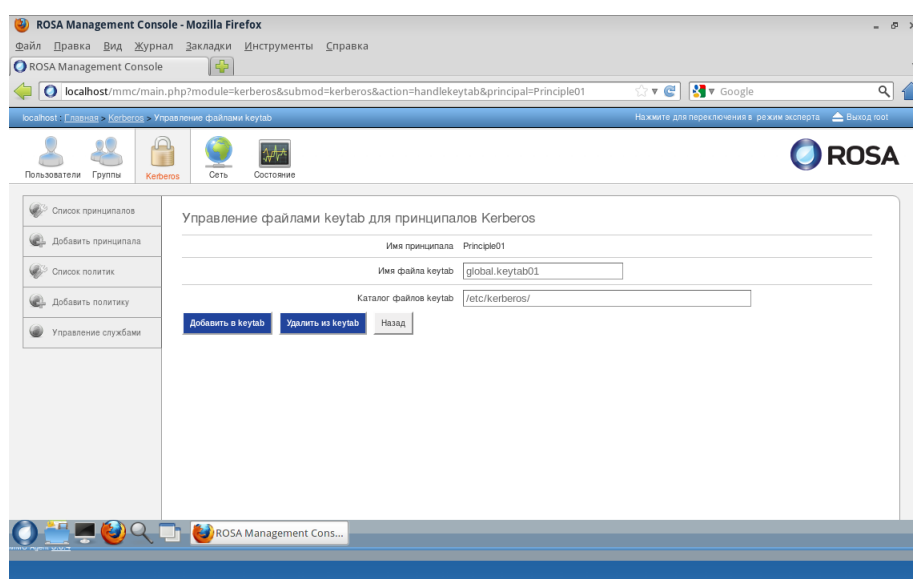 ROSA Management Console - Mozilla Firefox
Файл Правка Вид Журнал Закладки Инструменты Справка
ROSA Management Console
localhost/mmc/main.php?module=kerberos&submod=kerberos&action=handlekeytab&principal=Principle01
Google
localhost : Главная > Kerberos > Управление файлами keytab
Нажмите для переключения в режим эксперта Выход root
Пользователи Группы Kerberos Сеть Состояние
ROSA
Список принципалов
Добавить принципала
Список политик
Добавить политику
Управление службами
Управление файлами keytab для принципалов Kerberos
Имя принципала Principle01
Имя файла keytab global.keytab01
Каталог файлов keytab /etc/kerberos/
Добавить в keytab Удалить из keytab Назад
ROSA Management Cons...